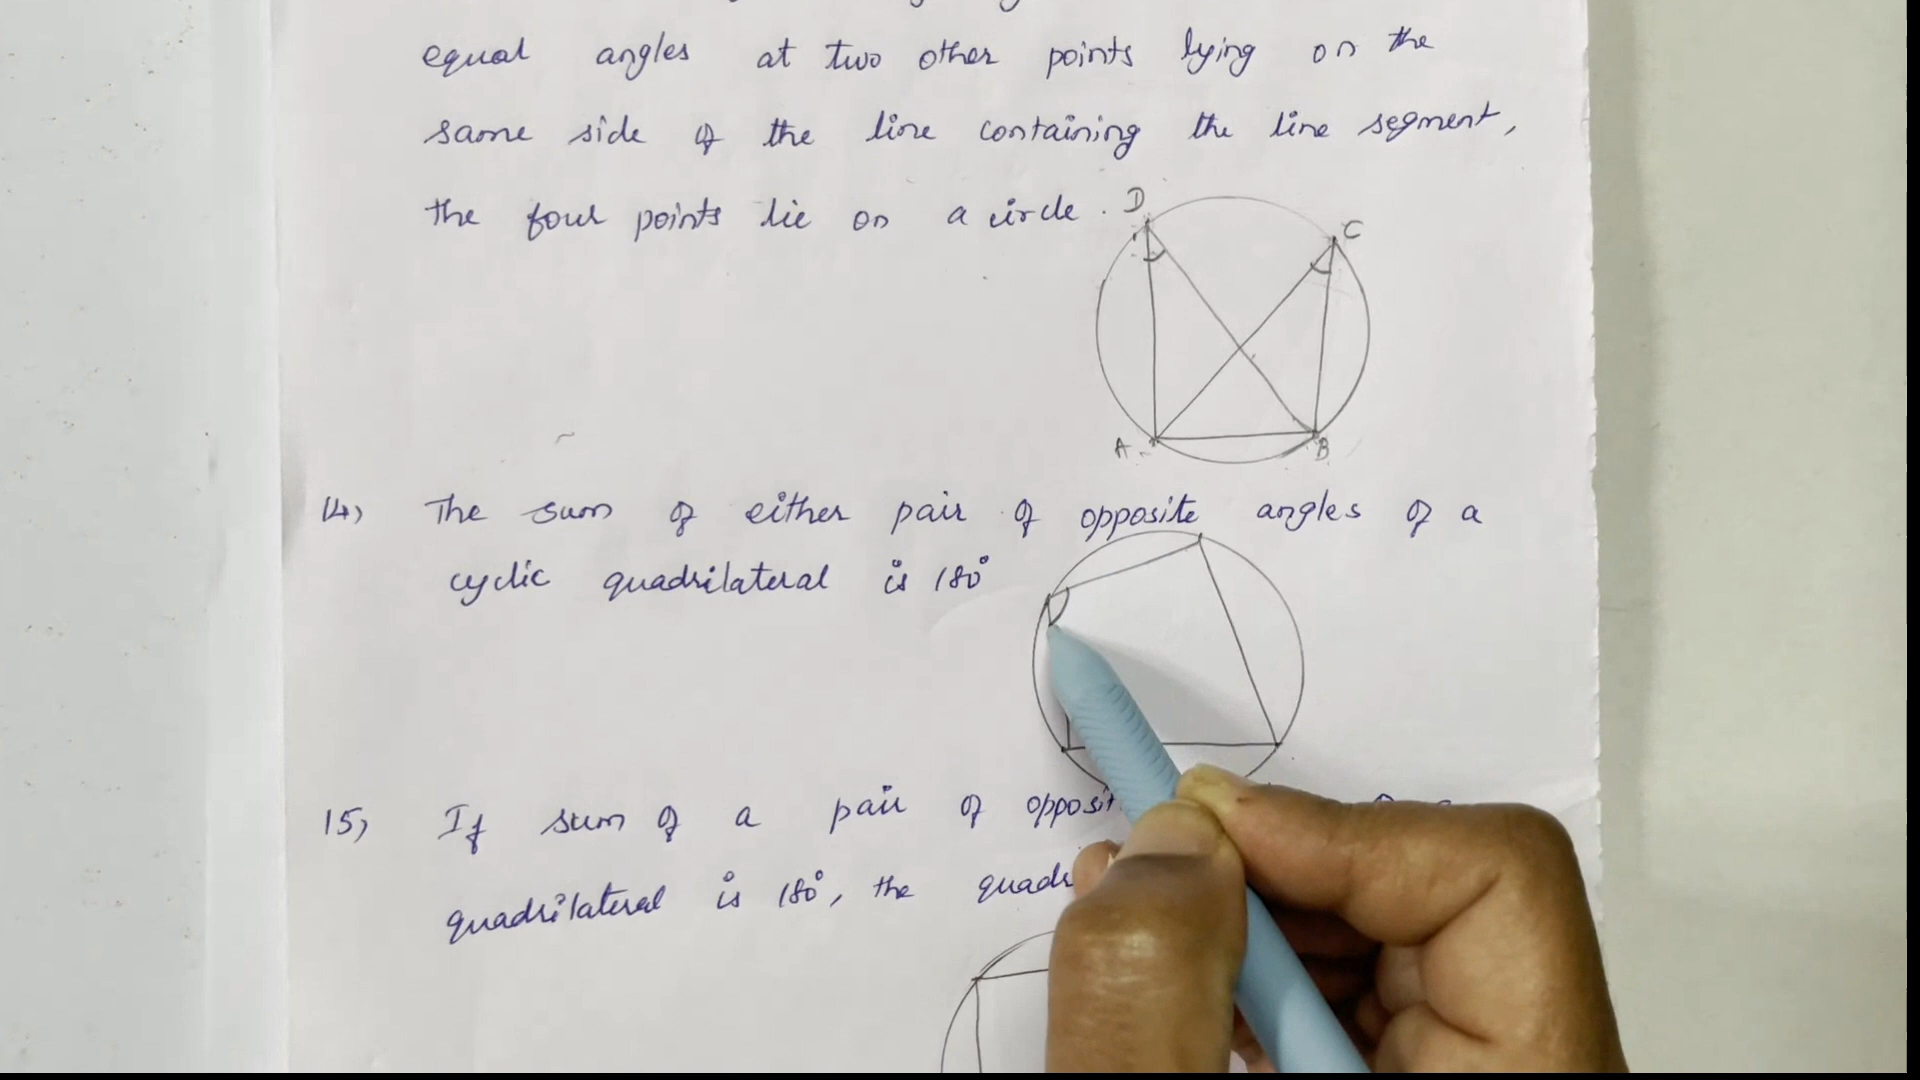 equal angles at two other points lying on the
same side of the line containing the line segment,
the four points lie on a circle.
D
C
A
B
14) The sum of either pair of opposite angles of a
cyclic quadrilateral is 180°
15) If sum of a pair of
quadrilateral is 180°, the